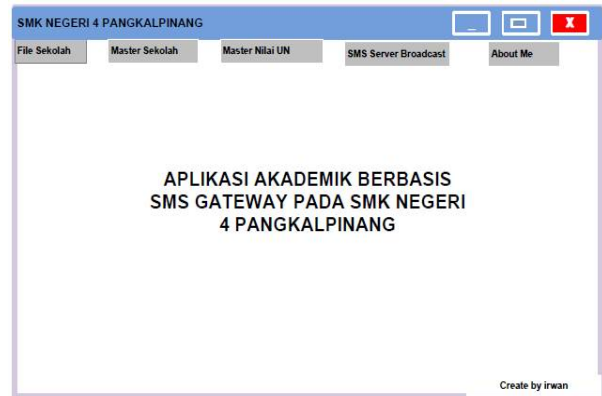 SMK NEGERI 4 PANGKALPINANG
_ X
File Sekolah Master Sekolah Master Nilai UN SMS Server Broadcast About Me
APLIKASI AKADEMIK BERBASIS
SMS GATEWAY PADA SMK NEGERI
4 PANGKALPINANG
Create by irwan